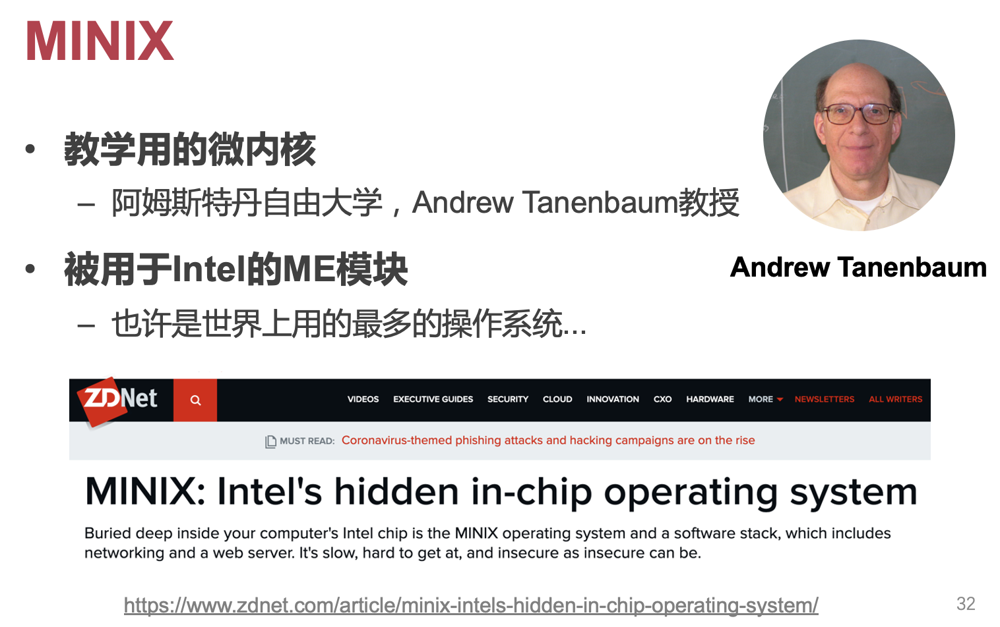 MINIX
• 教学用的微内核
– 阿姆斯特丹自由大学，Andrew Tanenbaum教授
Andrew Tanenbaum
• 被用于Intel的ME模块
– 也许是世界上用的最多的操作系统...
ZDNet VIDEOS EXECUTIVE GUIDES SECURITY CLOUD INNOVATION CXO HARDWARE MORE NEWSLETTERS ALL WRITERS
MUST READ: Coronavirus-themed phishing attacks and hacking campaigns are on the rise
MINIX: Intel's hidden in-chip operating system
Buried deep inside your computer's Intel chip is the MINIX operating system and a software stack, which includes
networking and a web server. It's slow, hard to get at, and insecure as insecure can be.
https://www.zdnet.com/article/minix-intels-hidden-in-chip-operating-system/
32